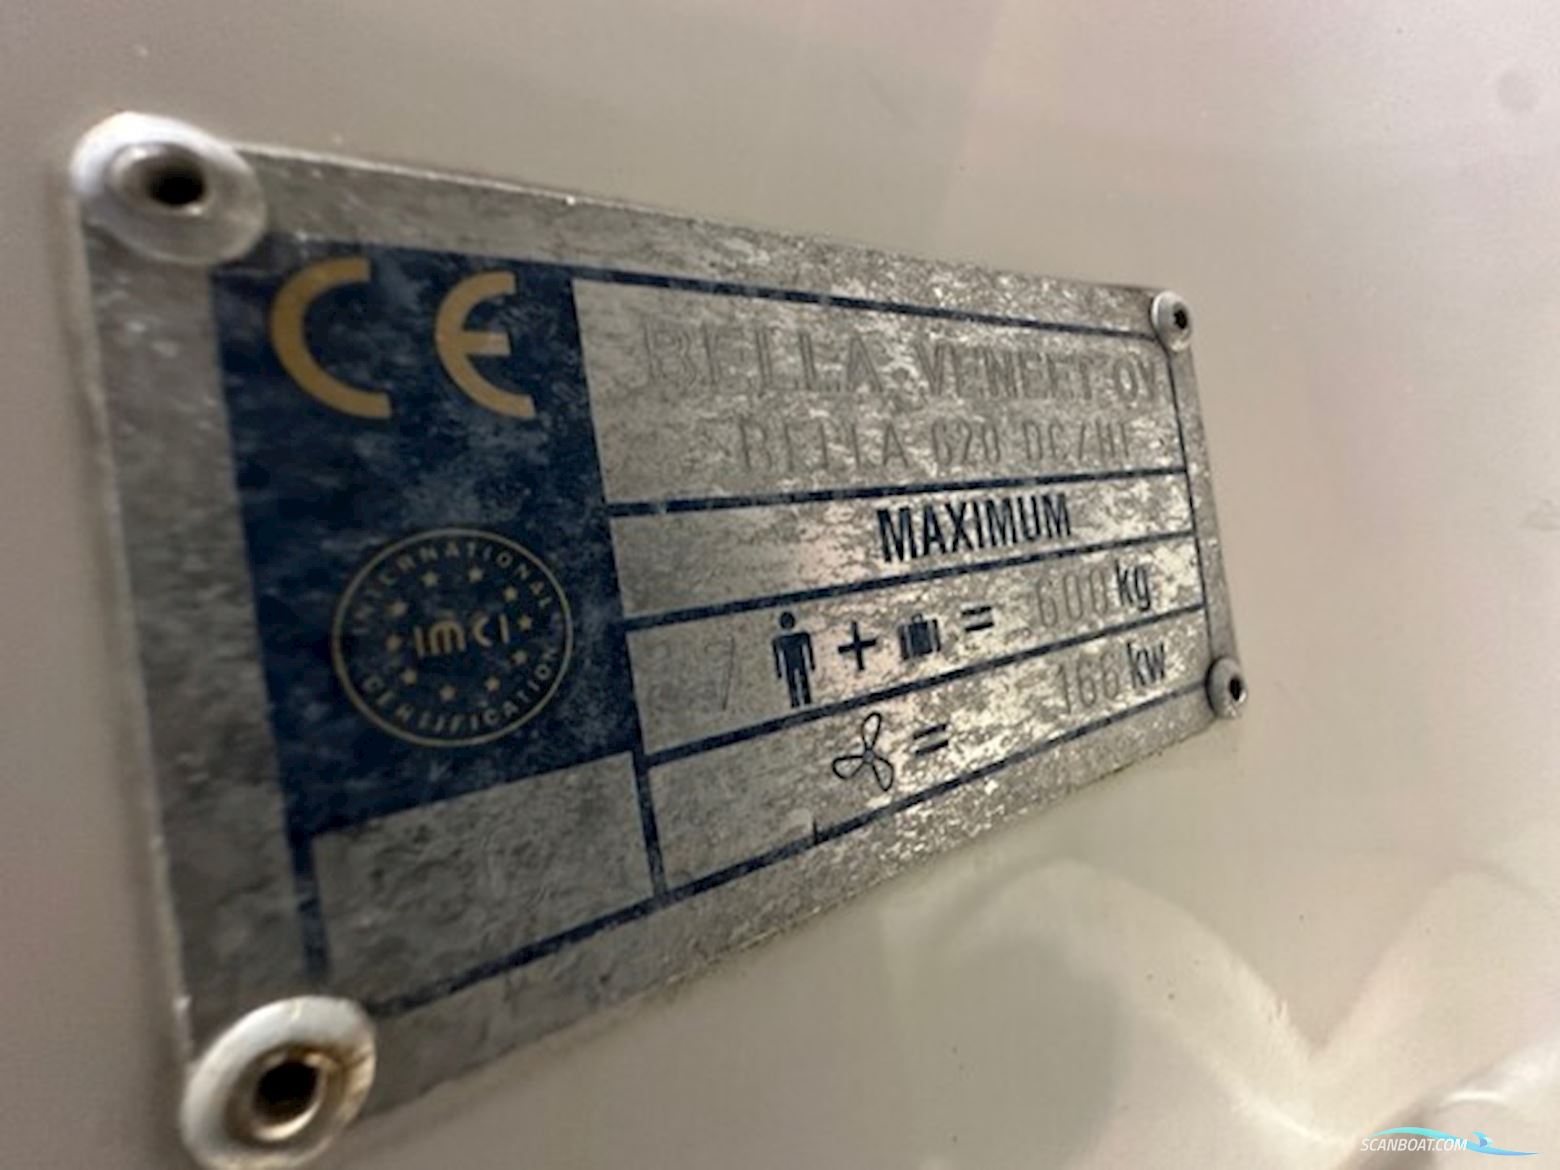 CE
BELLA VENEET OY
BELLA 620 DC/HT
MAXIMUM
7 + = 600 kg
= 166 kw
INTERNATIONAL
IMCI
CERTIFICATION
SCANBOAT.COM